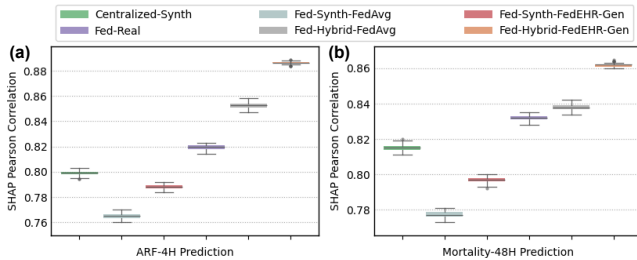 Centralized-Synth Fed-Synth-FedAvg Fed-Synth-FedEHR-Gen
Fed-Real Fed-Hybrid-FedAvg Fed-Hybrid-FedEHR-Gen
(a) (b)
SHAP Pearson Correlation
0.88
0.86
0.84
0.82
0.80
0.78
0.76
ARF-4H Prediction
SHAP Pearson Correlation
0.86
0.84
0.82
0.80
0.78
Mortality-48H Prediction